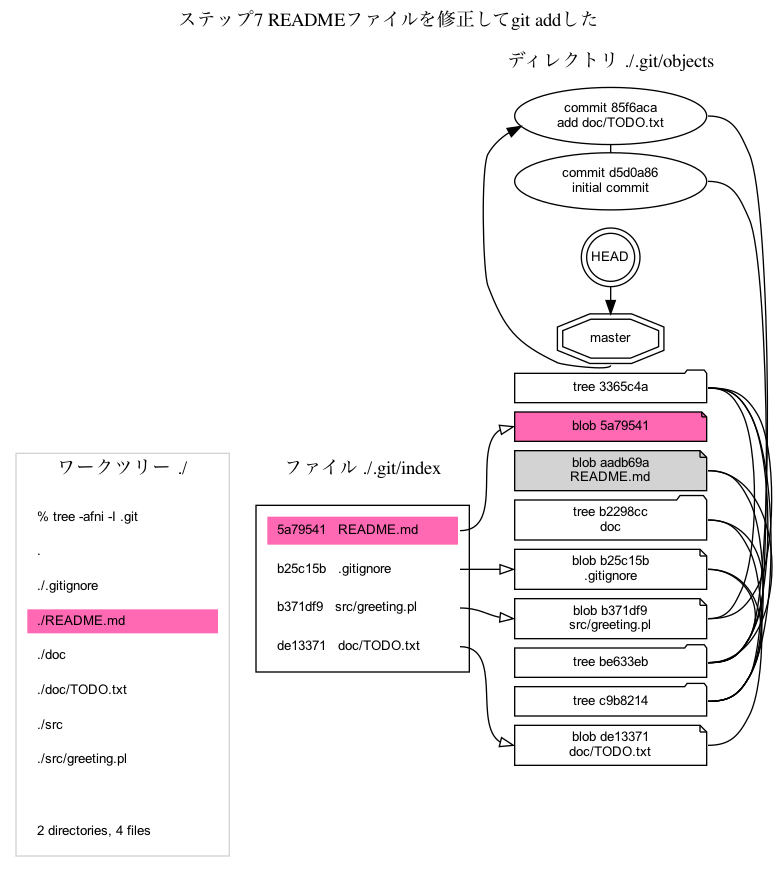 ステップ7 READMEファイルを修正してgit addした
ディレクトリ ./.git/objects
commit 85f6aca
add doc/TODO.txt
commit d5d0a86
initial commit
HEAD
master
tree 3365c4a
blob 5a79541
blob aadb69a
README.md
tree b2298cc
doc
blob b25c15b
.gitignore
blob b371df9
src/greeting.pl
tree be633eb
tree c9b8214
blob de13371
doc/TODO.txt
ファイル ./.git/index
5a79541 README.md
b25c15b .gitignore
b371df9 src/greeting.pl
de13371 doc/TODO.txt
ワークツリー ./
% tree -afni -I .git
.
./.gitignore
./README.md
./doc
./doc/TODO.txt
./src
./src/greeting.pl
2 directories, 4 files